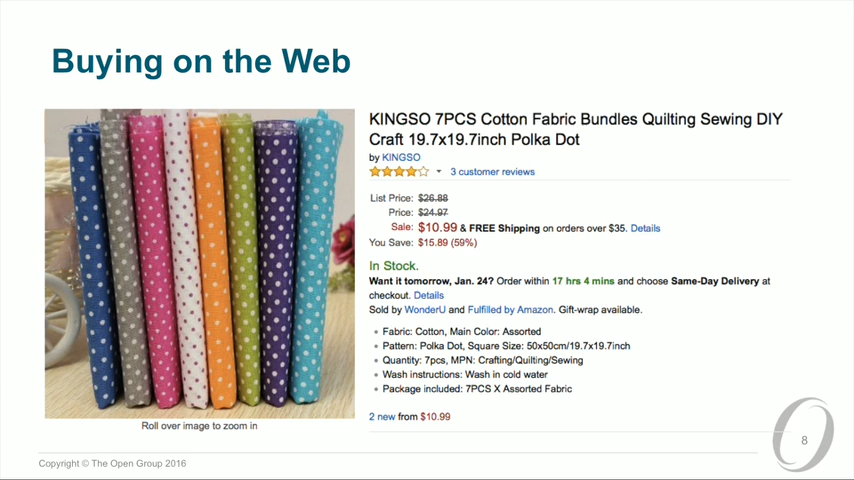 Buying on the Web
KINGSO 7PCS Cotton Fabric Bundles Quilting Sewing DIY
Craft 19.7x19.7inch Polka Dot
by KINGSO
3 customer reviews
List Price: $26.88
Price: $24.97
Sale: $10.99 & FREE Shipping on orders over $35. Details
You Save: $15.89 (59%)
In Stock.
Want it tomorrow, Jan. 24? Order within 17 hrs 4 mins and choose Same-Day Delivery at
checkout. Details
Sold by WonderU and Fulfilled by Amazon. Gift-wrap available.
• Fabric: Cotton, Main Color: Assorted
• Pattern: Polka Dot, Square Size: 50x50cm/19.7x19.7inch
• Quantity: 7pcs, MPN: Crafting/Quilting/Sewing
• Wash instructions: Wash in cold water
• Package included: 7PCS X Assorted Fabric
2 new from $10.99
Roll over image to zoom in
8
Copyright © The Open Group 2016